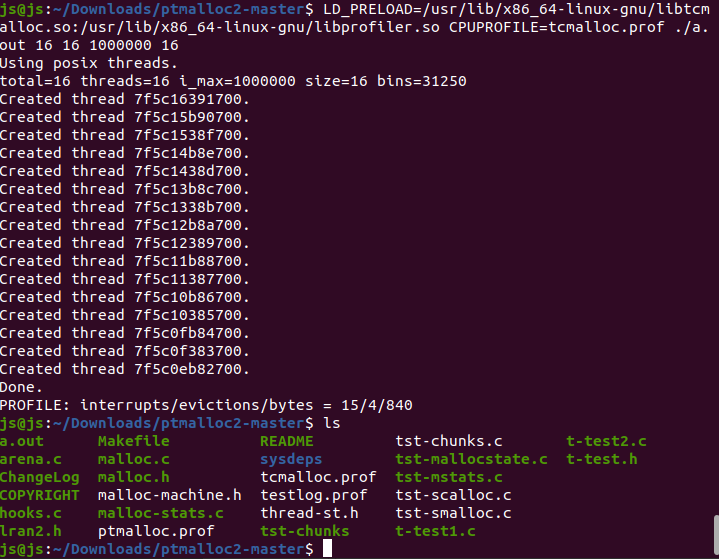 js@js:~/Downloads/ptmalloc2-master$ LD_PRELOAD=/usr/lib/x86_64-linux-gnu/libtcm
alloc.so:/usr/lib/x86_64-linux-gnu/libprofiler.so CPUPROFILE=tcmalloc.prof ./a.
out 16 16 1000000 16
Using posix threads.
total=16 threads=16 i_max=1000000 size=16 bins=31250
Created thread 7f5c16391700.
Created thread 7f5c15b90700.
Created thread 7f5c1538f700.
Created thread 7f5c14b8e700.
Created thread 7f5c1438d700.
Created thread 7f5c13b8c700.
Created thread 7f5c1338b700.
Created thread 7f5c12b8a700.
Created thread 7f5c12389700.
Created thread 7f5c11b88700.
Created thread 7f5c11387700.
Created thread 7f5c10b86700.
Created thread 7f5c10385700.
Created thread 7f5c0fb84700.
Created thread 7f5c0f383700.
Created thread 7f5c0eb82700.
Done.
PROFILE: interrupts/evictions/bytes = 15/4/840
js@js:~/Downloads/ptmalloc2-master$ ls
a.out Makefile README tst-chunks.c t-test2.c
arena.c malloc.c sysdeps tst-mallocstate.c t-test.h
ChangeLog malloc.h tcmalloc.prof tst-mstats.c
COPYRIGHT malloc-machine.h testlog.prof tst-scalloc.c
hooks.c malloc-stats.c thread-st.h tst-smalloc.c
lran2.h ptmalloc.prof tst-chunks t-test1.c
js@js:~/Downloads/ptmalloc2-master$